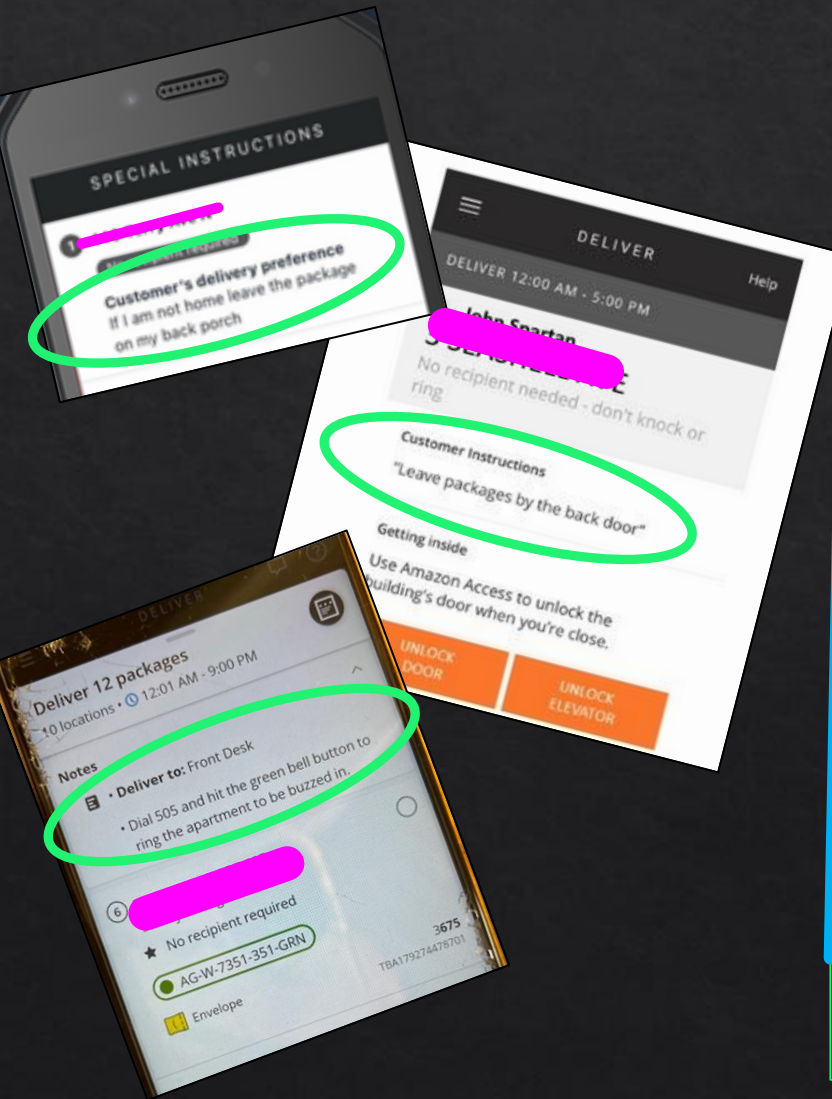 SPECIAL INSTRUCTIONS
1
required
Customer's delivery preference
If I am not home leave the package
on my back porch
DELIVER
Help
DELIVER 12:00 AM - 5:00 PM
John Spartan
No recipient needed - don't knock or
ring
Customer Instructions
"Leave packages by the back door"
Getting inside
Use Amazon Access to unlock the
building's door when you're close.
UNLOCK
DOOR
UNLOCK
ELEVATOR
DELIVER
Deliver 12 packages
10 locations • 12:01 AM - 9:00 PM
Notes
• Deliver to: Front Desk
• Dial 505 and hit the green bell button to
ring the apartment to be buzzed in.
6
No recipient required
AG-W-7351-351-GRN
Envelope
3675
TBA179274478701